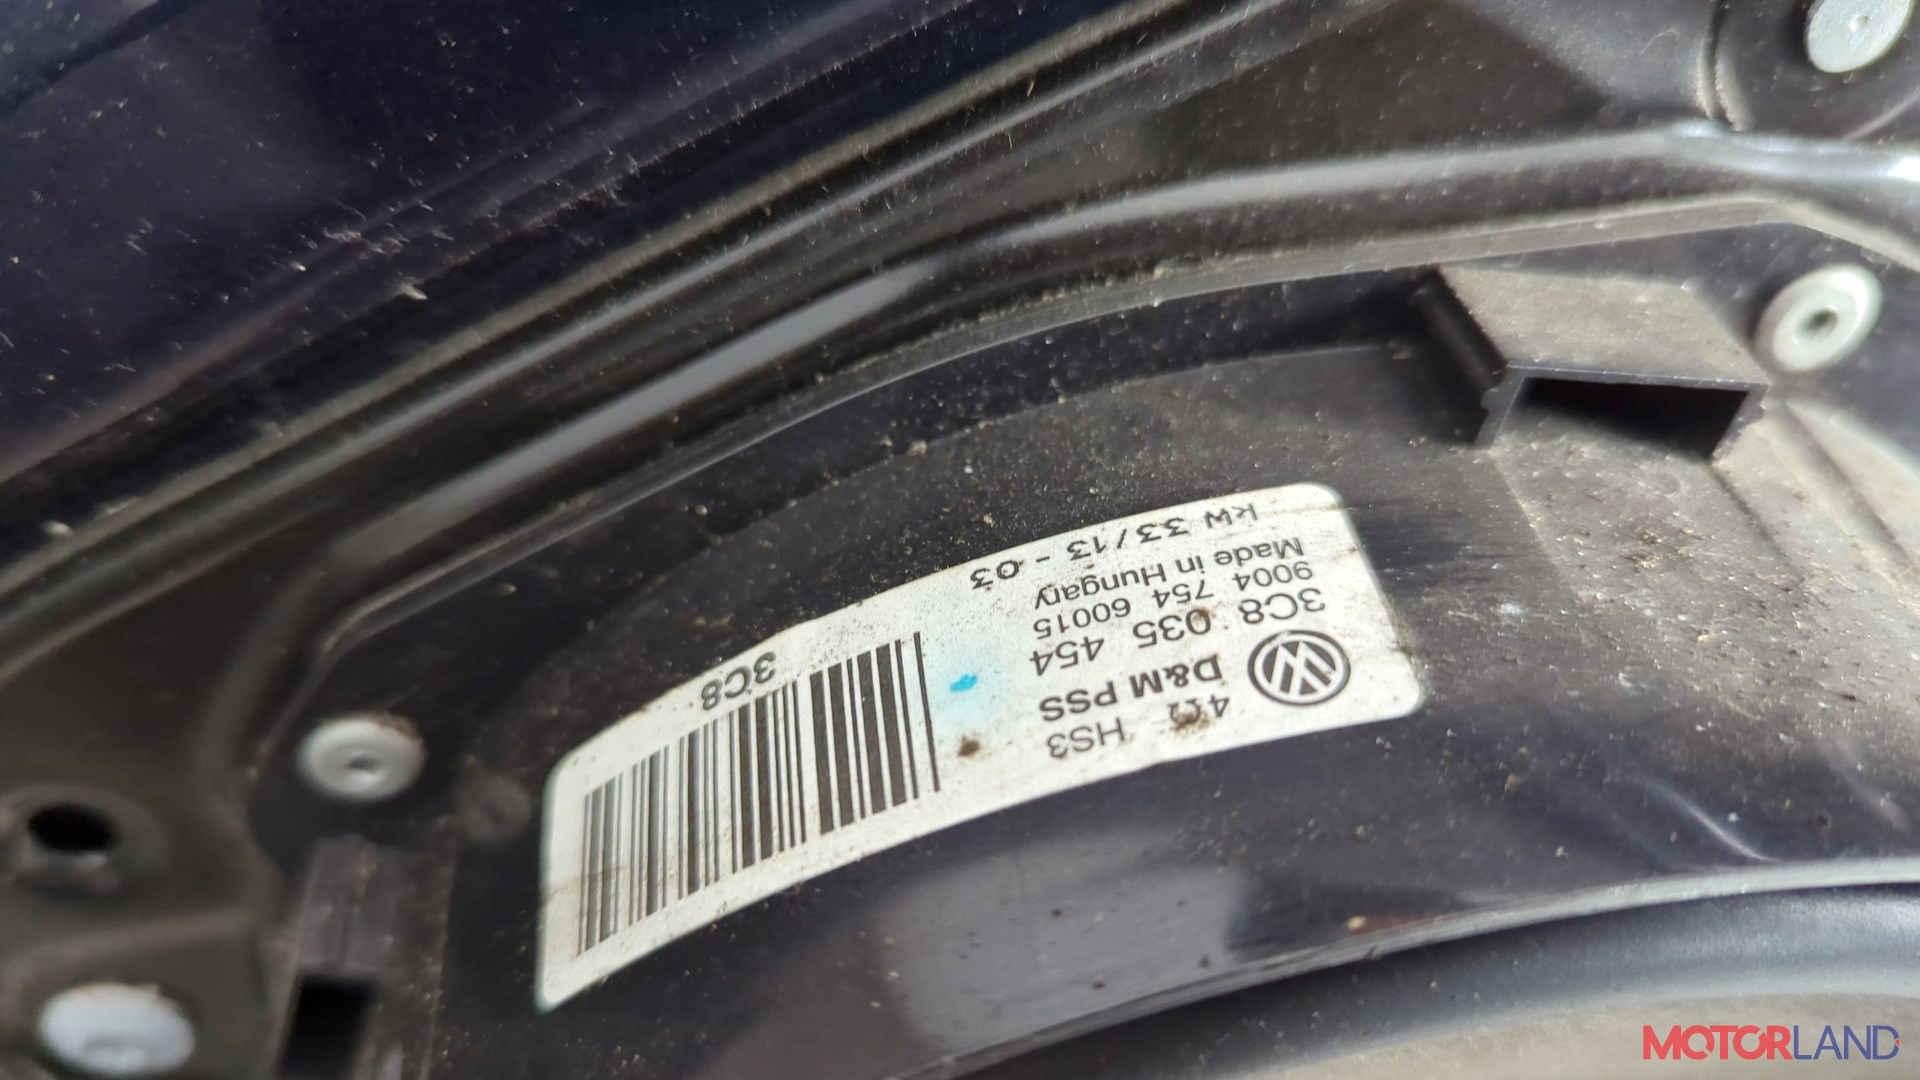 kW 33/13 - 03
Made in Hungary
9004 754 60015
3C8 035 454
D&M PSS
4Ω
HS3
3C8
MOTORLAND